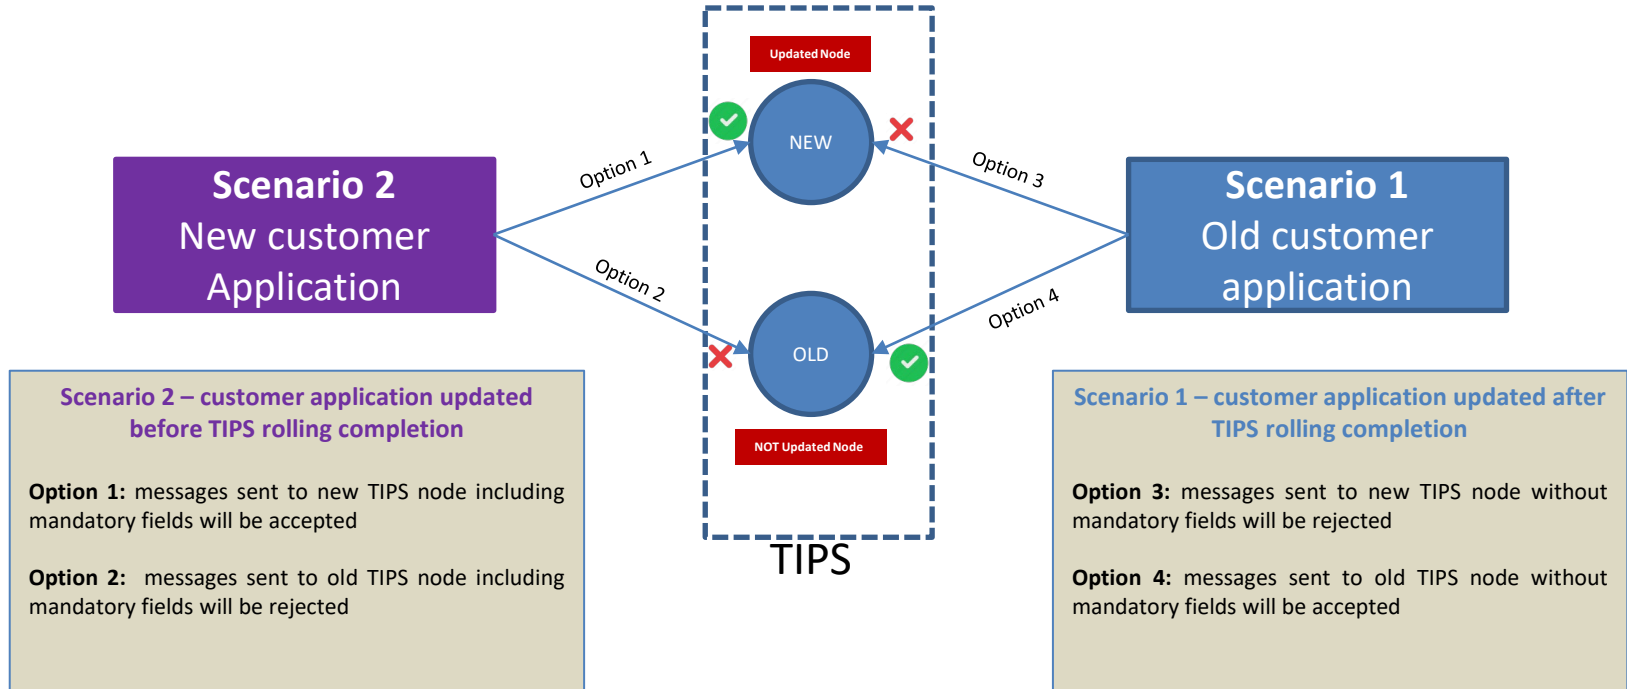 Updated Node
NEW
Option 1
Option 3
Scenario 2
New customer
Application
Scenario 1
Old customer
application
Option 2
Option 4
OLD
NOT Updated Node
TIPS
Scenario 2 – customer application updated
before TIPS rolling completion
Option 1: messages sent to new TIPS node including
mandatory fields will be accepted
Option 2: messages sent to old TIPS node including
mandatory fields will be rejected
Scenario 1 – customer application updated after
TIPS rolling completion
Option 3: messages sent to new TIPS node without
mandatory fields will be rejected
Option 4: messages sent to old TIPS node without
mandatory fields will be accepted